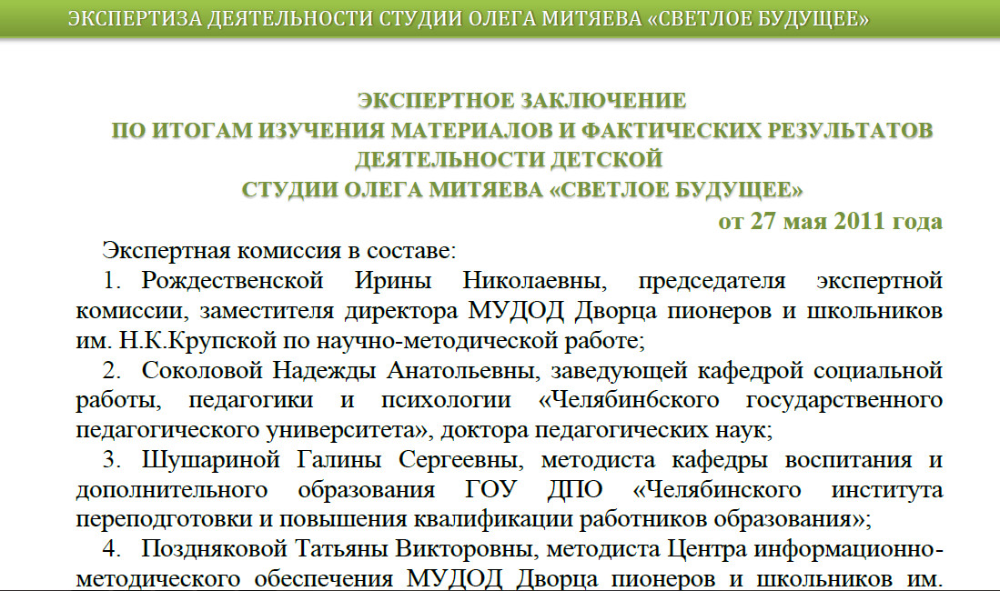 ЭКСПЕРТИЗА ДЕЯТЕЛЬНОСТИ СТУДИИ ОЛЕГА МИТЯЕВА «СВЕТЛОЕ БУДУЩЕЕ»
ЭКСПЕРТНОЕ ЗАКЛЮЧЕНИЕ
ПО ИТОГАМ ИЗУЧЕНИЯ МАТЕРИАЛОВ И ФАКТИЧЕСКИХ РЕЗУЛЬТАТОВ
ДЕЯТЕЛЬНОСТИ ДЕТСКОЙ
СТУДИИ ОЛЕГА МИТЯЕВА «СВЕТЛОЕ БУДУЩЕЕ»
от 27 мая 2011 года
Экспертная комиссия в составе:
1. Рождественской Ирины Николаевны, председателя экспертной
комиссии, заместителя директора МУДОД Дворца пионеров и школьников
им. Н.К.Крупской по научно-методической работе;
2. Соколовой Надежды Анатольевны, заведующей кафедрой социальной
работы, педагогики и психологии «Челябин6ского государственного
педагогического университета», доктора педагогических наук;
3. Шушариной Галины Сергеевны, методиста кафедры воспитания и
дополнительного образования ГОУ ДПО «Челябинского института
переподготовки и повышения квалификации работников образования»;
4. Поздняковой Татьяны Викторовны, методиста Центра информационно-
методического обеспечения МУДОД Дворца пионеров и школьников им.